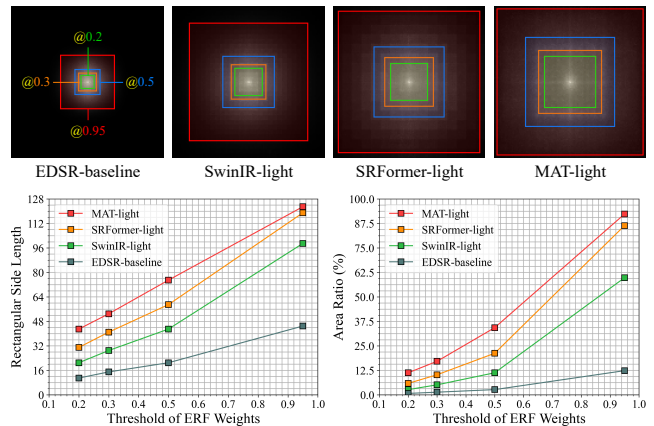 @0.2
@0.3
@0.5
@0.95
EDSR-baseline
SwinIR-light
SRFormer-light
MAT-light
Rectangular Side Length
128
112
96
80
64
48
32
16
0
MAT-light
SRFormer-light
SwinIR-light
EDSR-baseline
0.1 0.2 0.3 0.4 0.5 0.6 0.7 0.8 0.9 1.0
Threshold of ERF Weights
Area Ratio (%)
100.0
87.5
75.0
62.5
50.0
37.5
25.0
12.5
0.0
MAT-light
SRFormer-light
SwinIR-light
EDSR-baseline
0.1 0.2 0.3 0.4 0.5 0.6 0.7 0.8 0.9 1.0
Threshold of ERF Weights